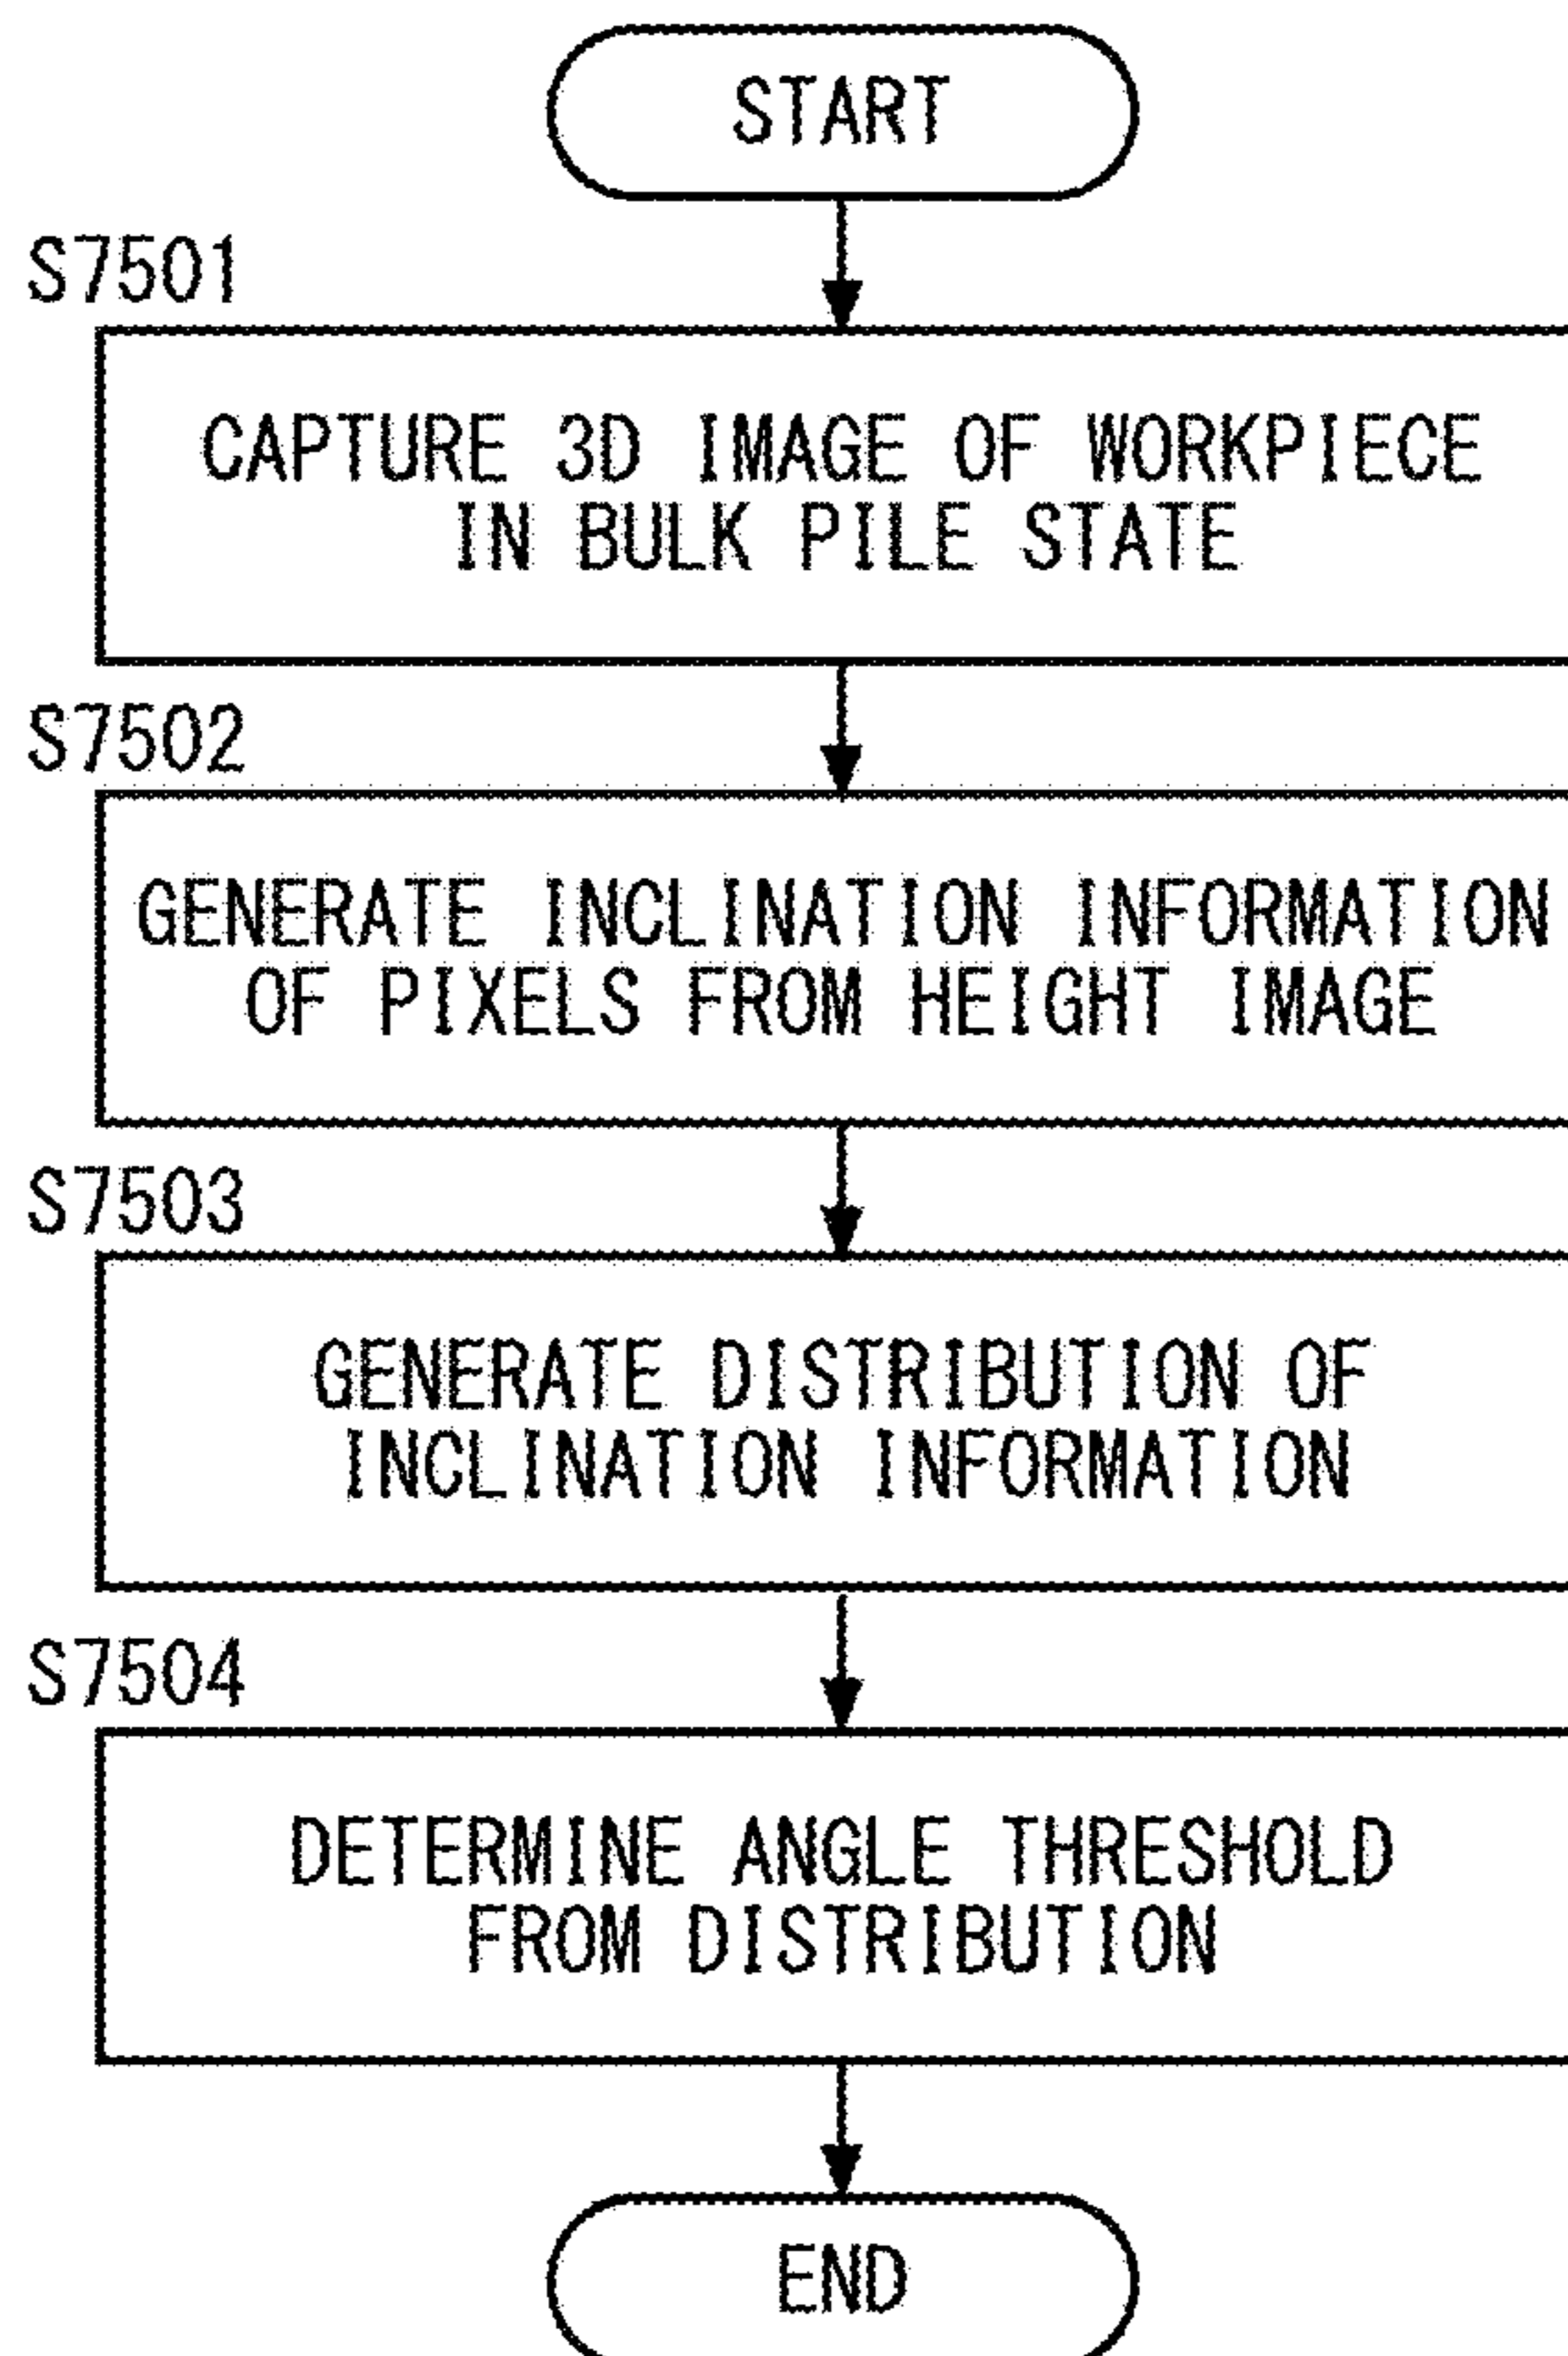 START
S7501
CAPTURE 3D IMAGE OF WORKPIECE
IN BULK PILE STATE
S7502
GENERATE INCLINATION INFORMATION
OF PIXELS FROM HEIGHT IMAGE
S7503
GENERATE DISTRIBUTION OF
INCLINATION INFORMATION
S7504
DETERMINE ANGLE THRESHOLD
FROM DISTRIBUTION
END